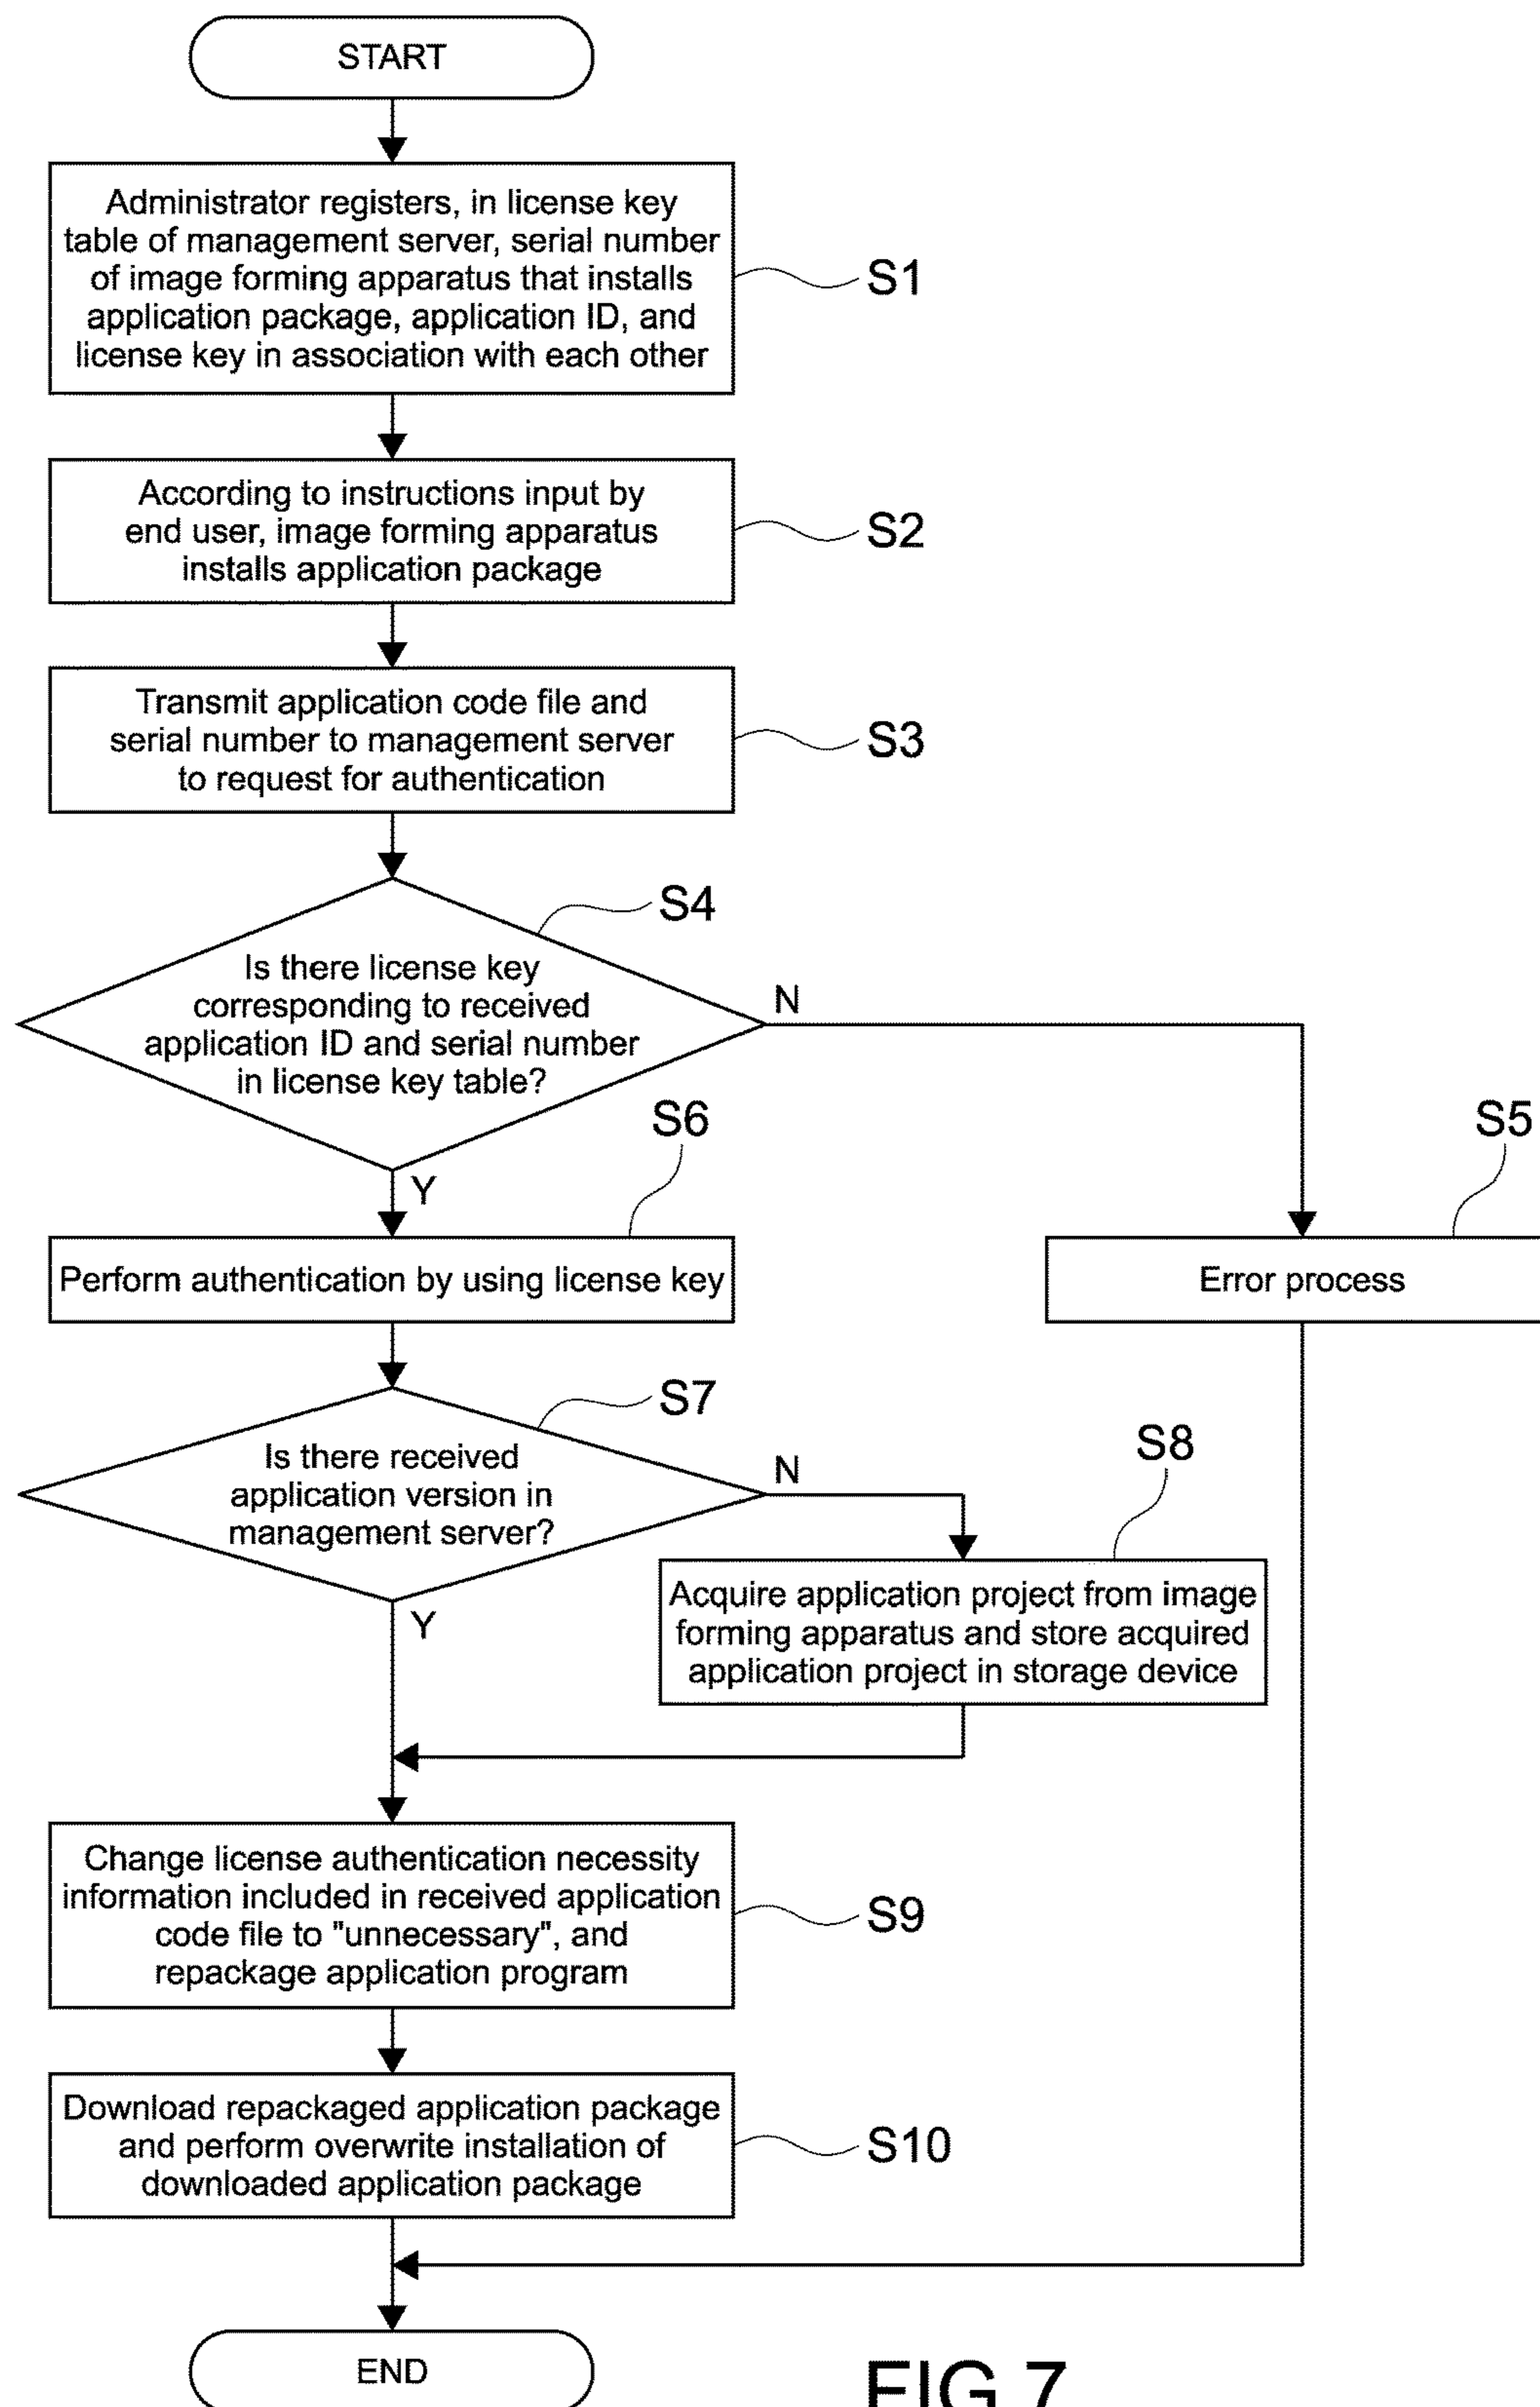 START
Administrator registers, in license key
table of management server, serial number
of image forming apparatus that installs
application package, application ID, and
license key in association with each other
S1
According to instructions input by
end user, image forming apparatus
installs application package
S2
Transmit application code file and
serial number to management server
to request for authentication
S3
S4
Is there license key
corresponding to received
application ID and serial number
in license key table?
N
Y
S6
S5
Perform authentication by using license key
Error process
S7
Is there received
application version in
management server?
N
Y
S8
Acquire application project from image
forming apparatus and store acquired
application project in storage device
Change license authentication necessity
information included in received application
code file to "unnecessary", and
repackage application program
S9
Download repackaged application package
and perform overwrite installation of
downloaded application package
S10
END
FIG.7